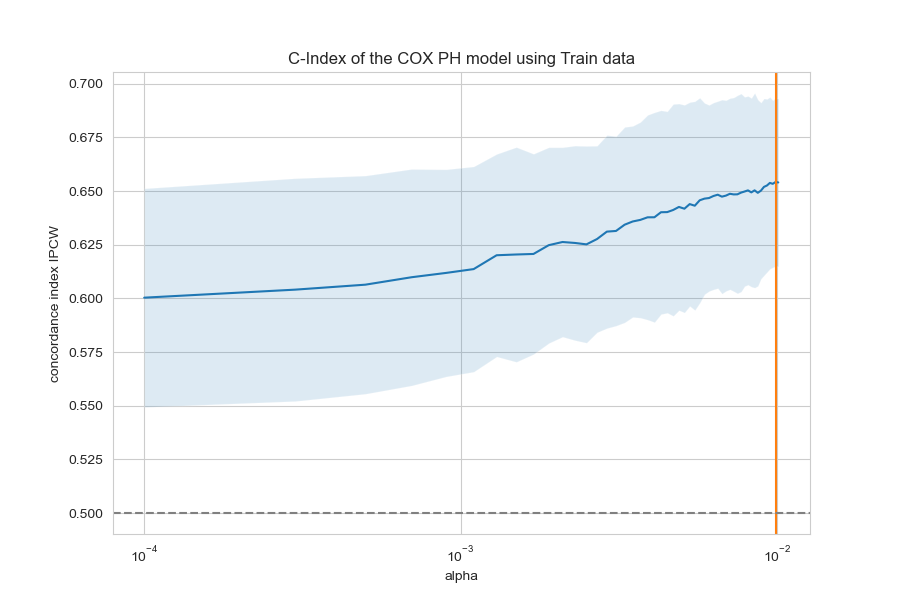 C-Index of the COX PH model using Train data
concordance index IPCW
0.700
0.675
0.650
0.625
0.600
0.575
0.550
0.525
0.500
10⁻⁴ 10⁻³ 10⁻²
alpha